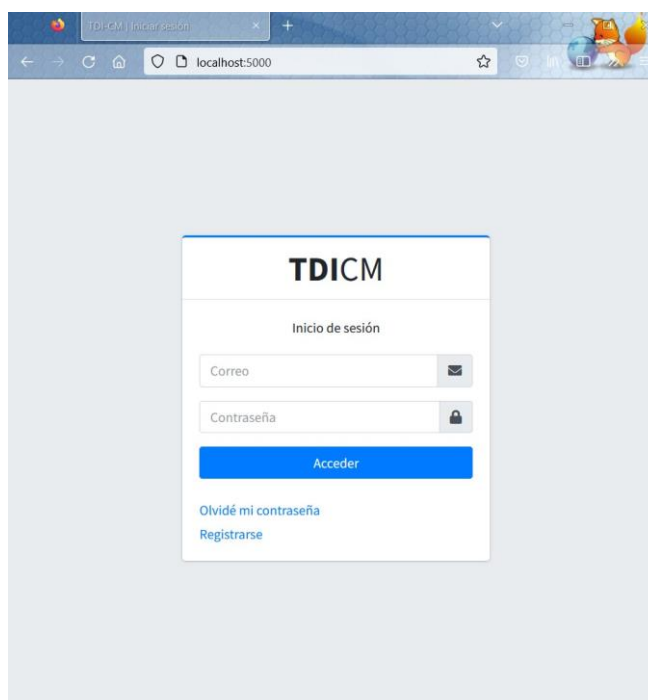 TDI-CM | Iniciar sesión
localhost:5000
TDICM
Inicio de sesión
Correo
Contraseña
Acceder
Olvidé mi contraseña
Registrarse